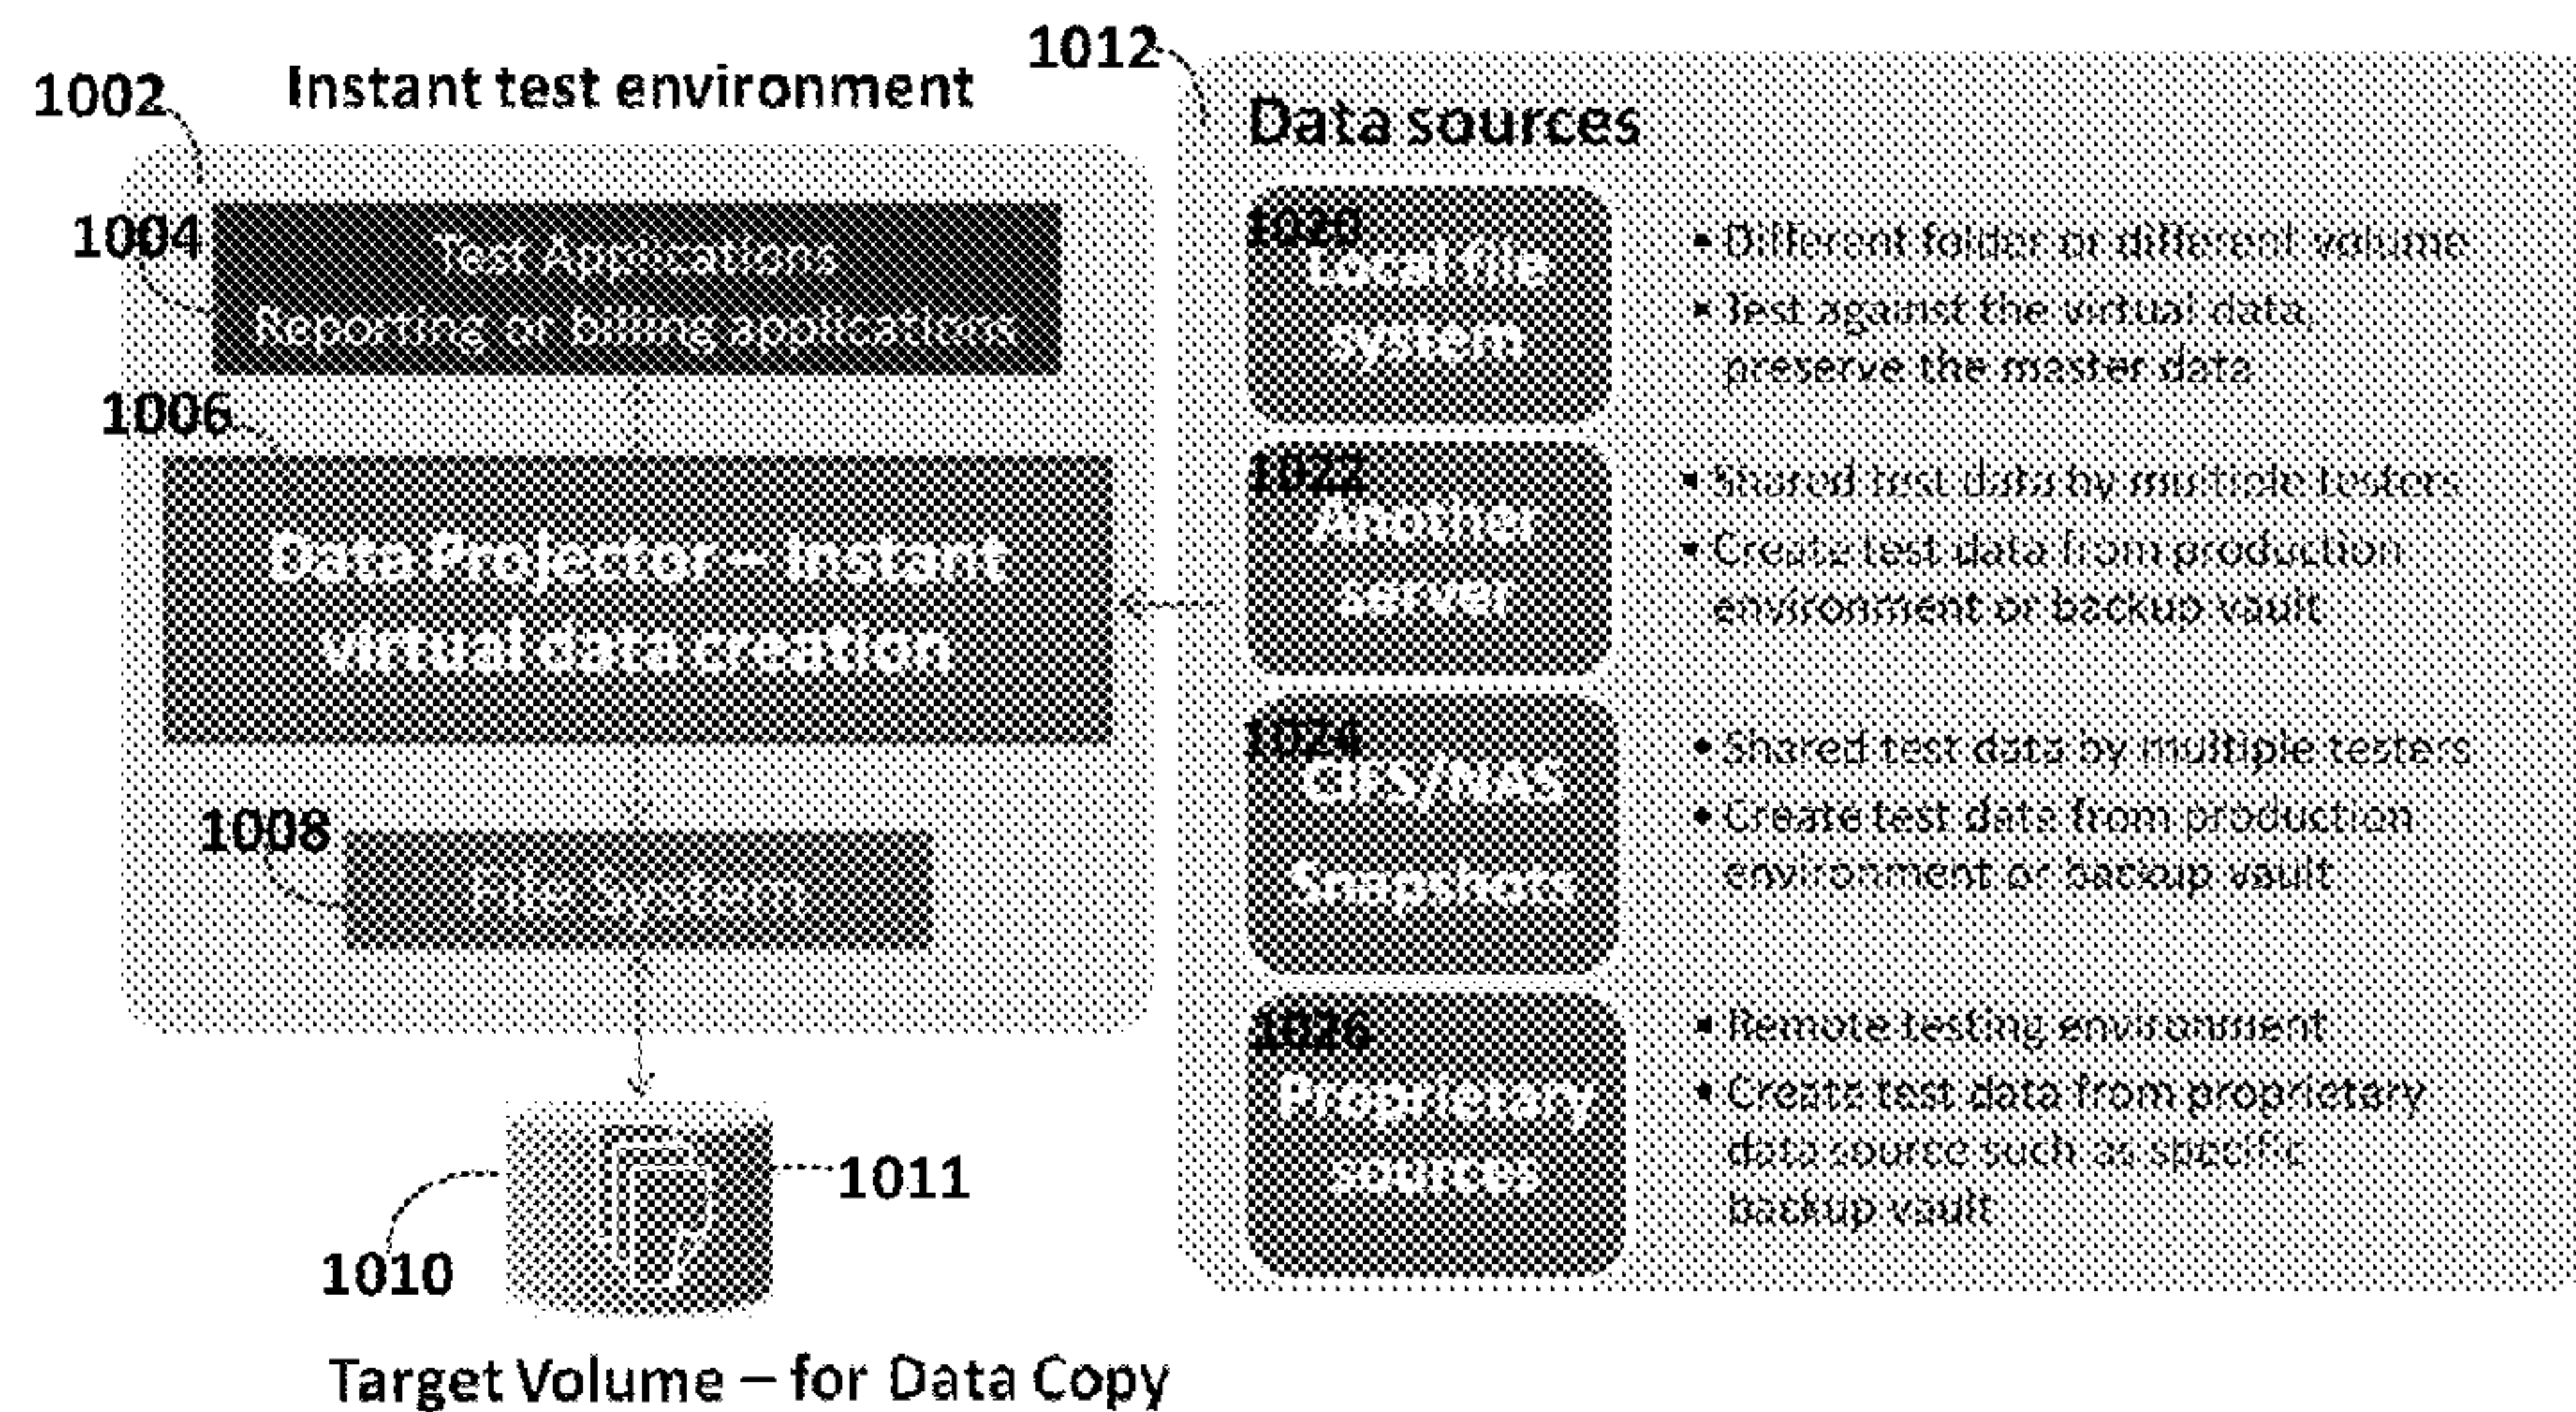 1002
Instant test environment
1004
Test Applications
Reporting or billing applications
1006
Data Projector – Instant
virtual data creation
1008
File System
1010
1011
Target Volume – for Data Copy
1012
Data sources
1020
Local file
system
▪ Different folder or different volume
▪ Test against the virtual data,
preserve the master data
1022
Another
server
▪ Shared test data by multiple testers
▪ Create test data from production
environment or backup vault
1024
CIFS/NAS
Snapshots
• Shared test data by multiple testers
• Create test data from production
environment or backup vault
1026
Proprietary
sources
▪ Remote testing environment
• Create test data from proprietary
data source such as specific
backup vault